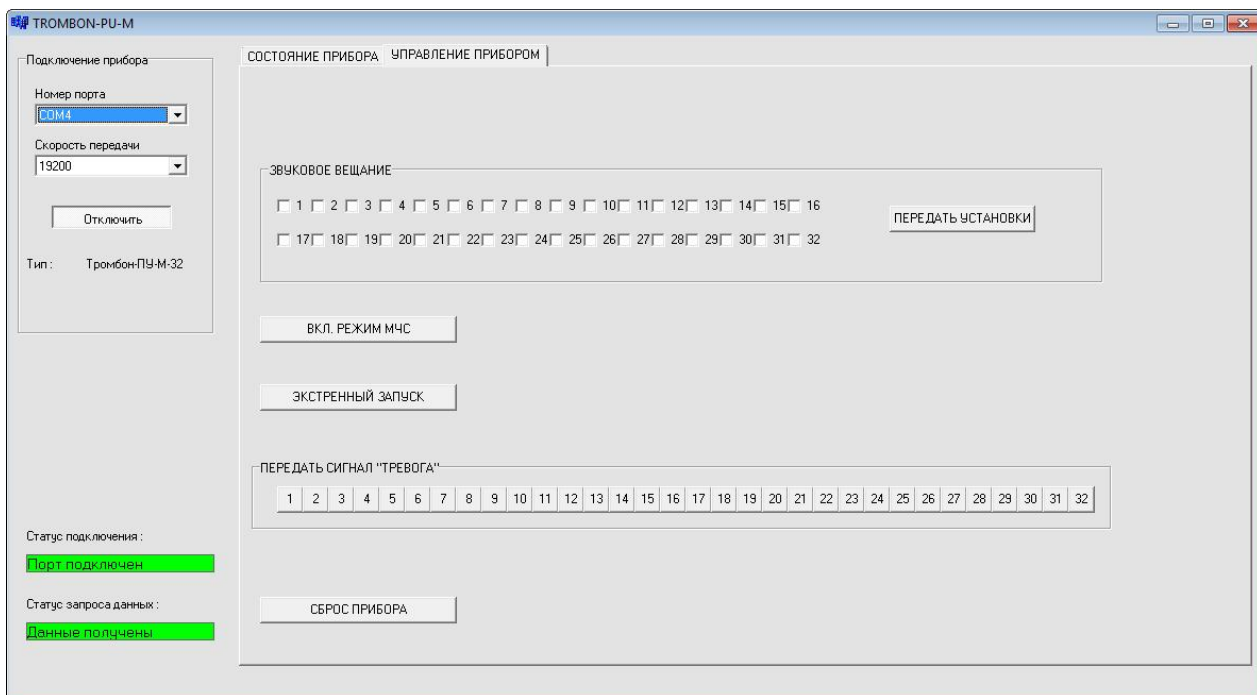 TROMBON-PU-M
Подключение прибора
Номер порта
COM4
Скорость передачи
19200
Отключить
Тип : Тромбон-ПУ-М-32
Статус подключения :
Порт подключен
Статус запроса данных :
Данные получены
СОСТОЯНИЕ ПРИБОРА УПРАВЛЕНИЕ ПРИБОРОМ
ЗВУКОВОЕ ВЕЩАНИЕ
1 2 3 4 5 6 7 8 9 10 11 12 13 14 15 16
17 18 19 20 21 22 23 24 25 26 27 28 29 30 31 32
ПЕРЕДАТЬ УСТАНОВКИ
ВКЛ. РЕЖИМ МЧС
ЭКСТРЕННЫЙ ЗАПУСК
ПЕРЕДАТЬ СИГНАЛ "ТРЕВОГА"
1 2 3 4 5 6 7 8 9 10 11 12 13 14 15 16 17 18 19 20 21 22 23 24 25 26 27 28 29 30 31 32
СБРОС ПРИБОРА